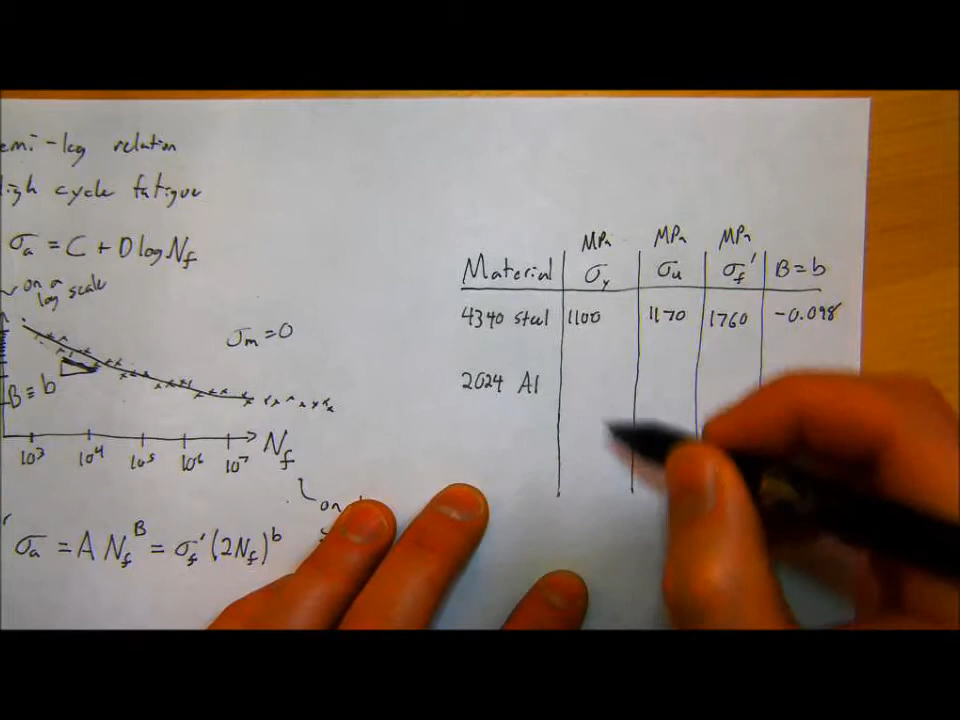 emi-log relation
igh cycle fatigue
σa = C + D log Nf
on a
log scale
σm = 0
B ≡ b
10³ 10⁴ 10⁵ 10⁶ 10⁷ Nf
on
σa = A Nf^B = σf'(2Nf)^b
MPa MPa MPa
Material σy σu σf' B = b
4340 steel 1100 1170 1760 -0.098
2024 Al